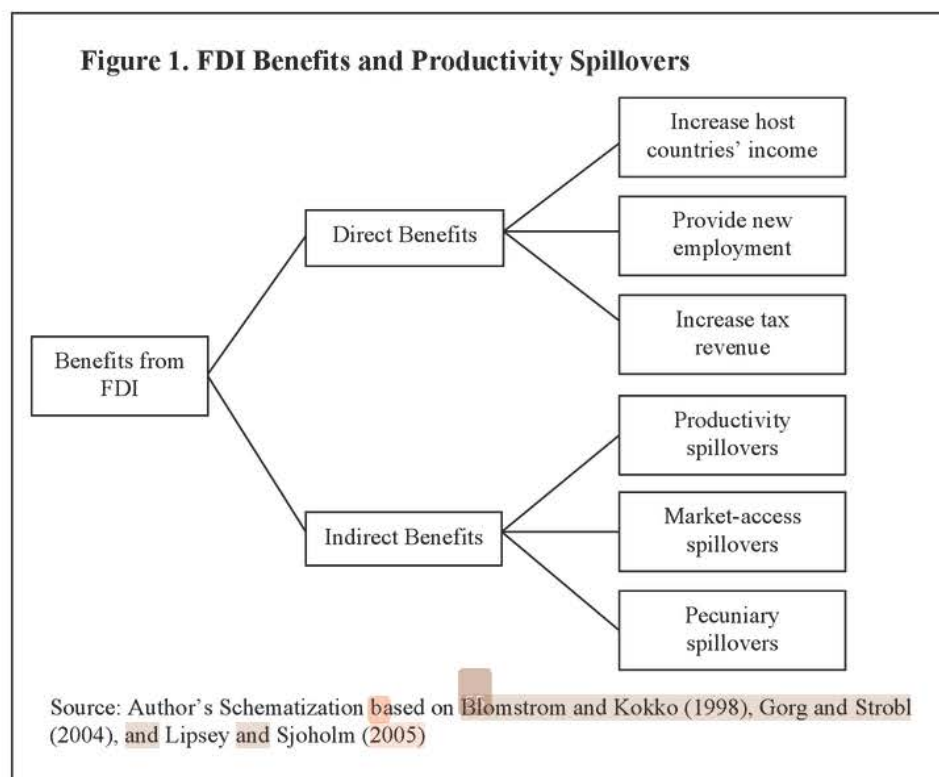 Figure 1. FDI Benefits and Productivity Spillovers
Increase host
countries' income
Direct Benefits
Provide new
employment
Increase tax
revenue
Benefits from
FDI
Productivity
spillovers
Indirect Benefits
Market-access
spillovers
Pecuniary
spillovers
Source: Author's Schematization based on Blomstrom and Kokko (1998), Gorg and Strobl
(2004), and Lipsey and Sjoholm (2005)